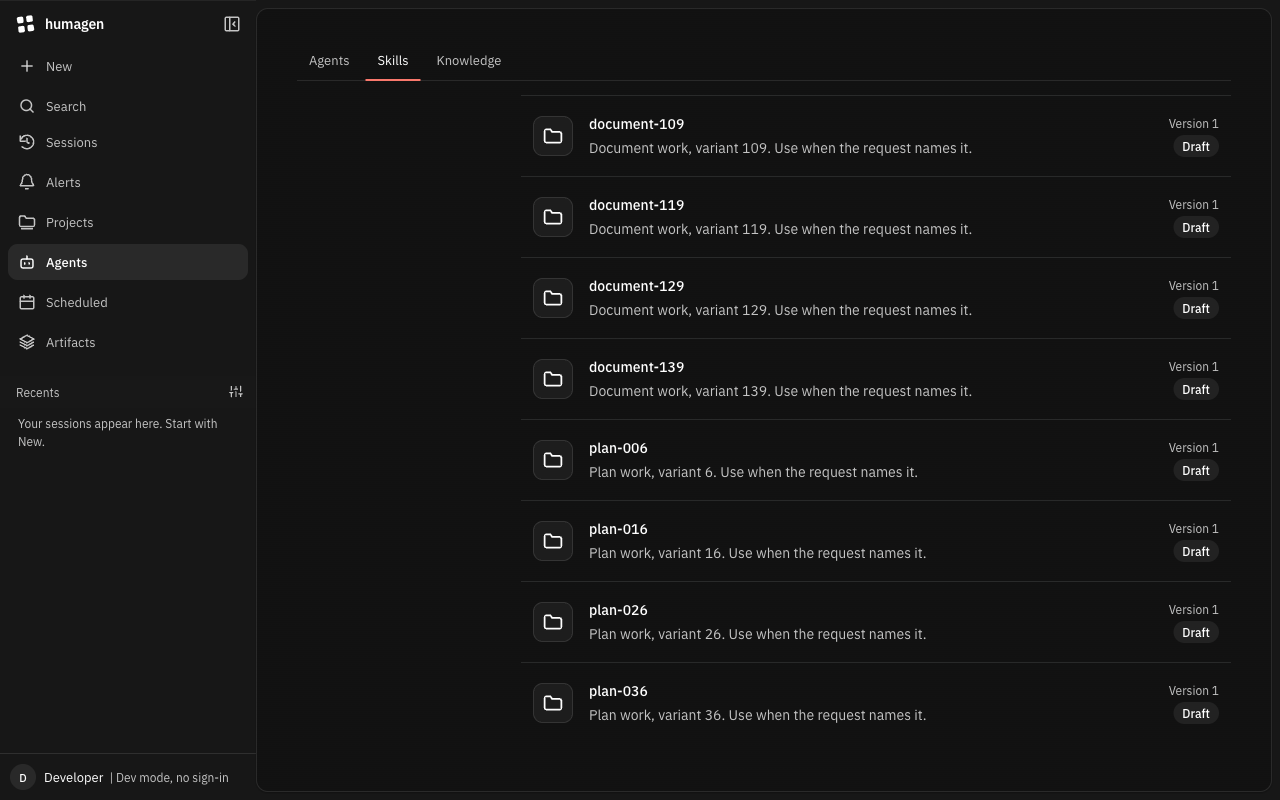 humagen
New
Search
Sessions
Alerts
Projects
Agents
Scheduled
Artifacts
Recents
Your sessions appear here. Start with
New.
D
Developer | Dev mode, no sign-in
Agents
Skills
Knowledge
document-109
Document work, variant 109. Use when the request names it.
Version 1
Draft
document-119
Document work, variant 119. Use when the request names it.
Version 1
Draft
document-129
Document work, variant 129. Use when the request names it.
Version 1
Draft
document-139
Document work, variant 139. Use when the request names it.
Version 1
Draft
plan-006
Plan work, variant 6. Use when the request names it.
Version 1
Draft
plan-016
Plan work, variant 16. Use when the request names it.
Version 1
Draft
plan-026
Plan work, variant 26. Use when the request names it.
Version 1
Draft
plan-036
Plan work, variant 36. Use when the request names it.
Version 1
Draft